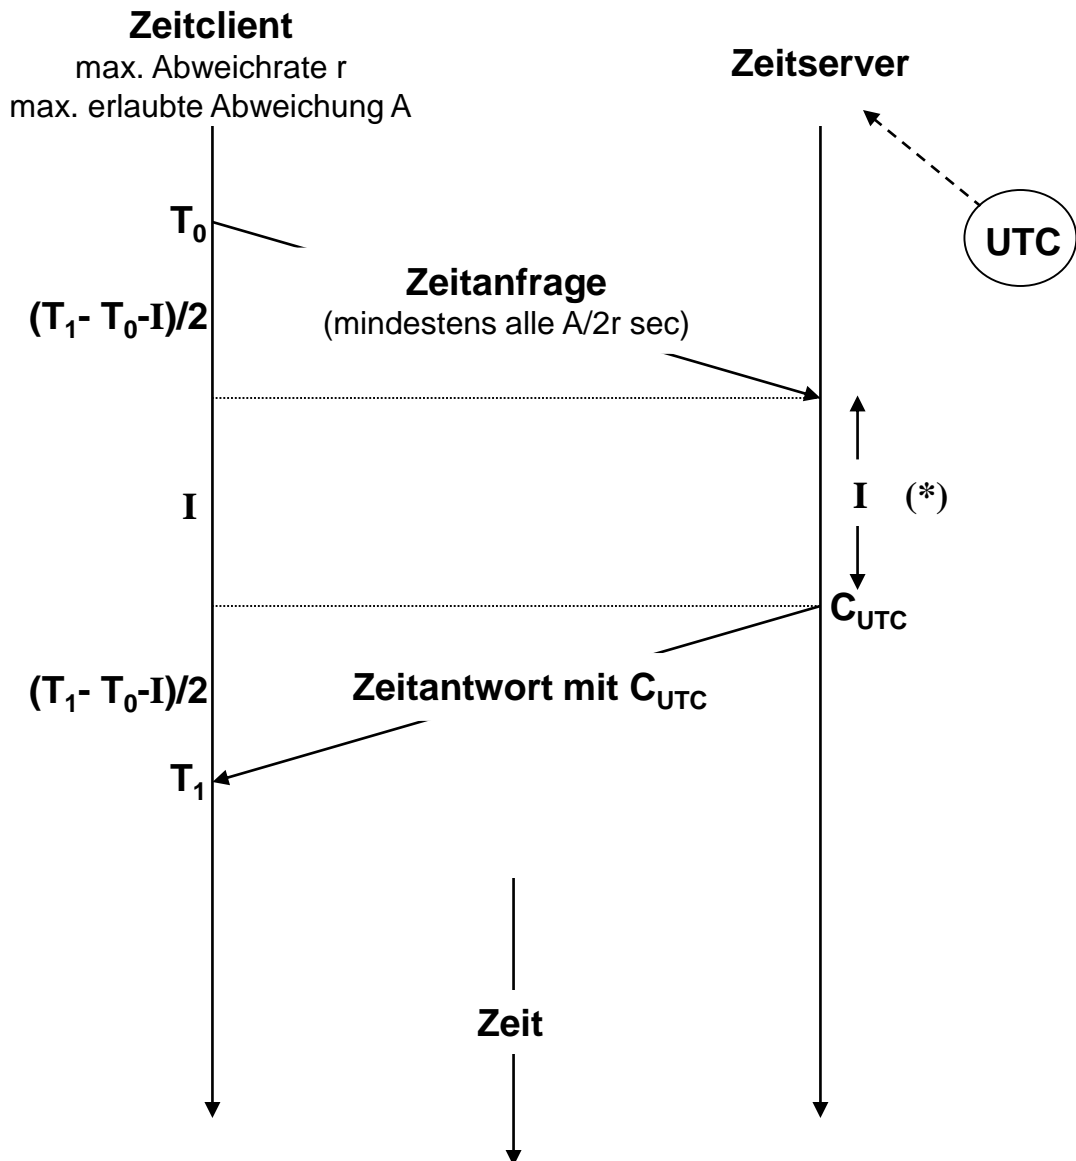 Zeitclient
max. Abweichrate r
max. erlaubte Abweichung A
Zeitserver
T0
UTC
Zeitanfrage
(T1- T0-I)/2
(mindestens alle A/2r sec)
I
I (*)
CUTC
(T1- T0-I)/2
Zeitantwort mit CUTC
T1
Zeit